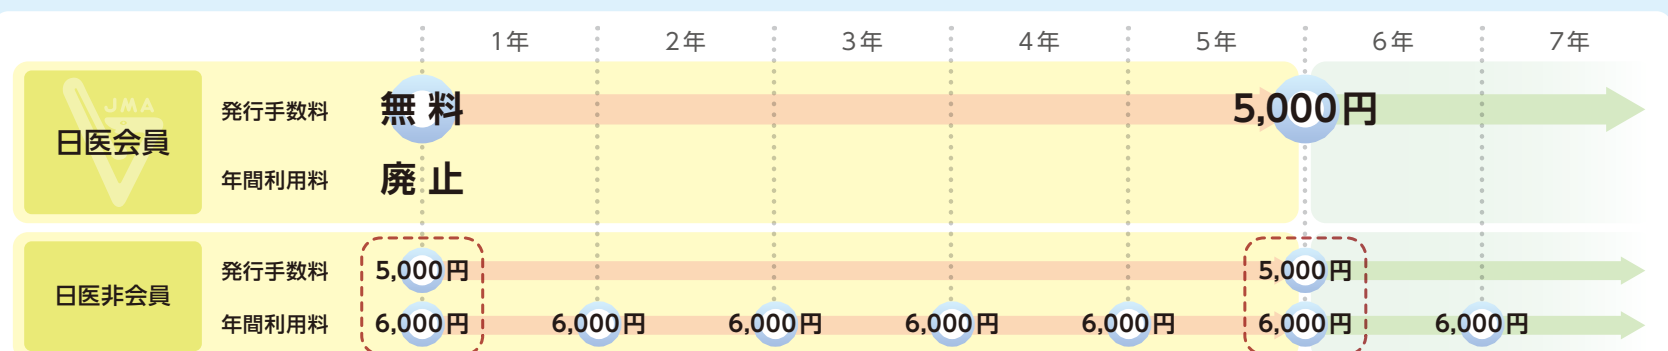 1年 2年 3年 4年 5年 6年 7年
JMA
日医会員
発行手数料 無料 5,000円
年間利用料 廃止
日医非会員
発行手数料 5,000円 5,000円
年間利用料 6,000円 6,000円 6,000円 6,000円 6,000円 6,000円 6,000円